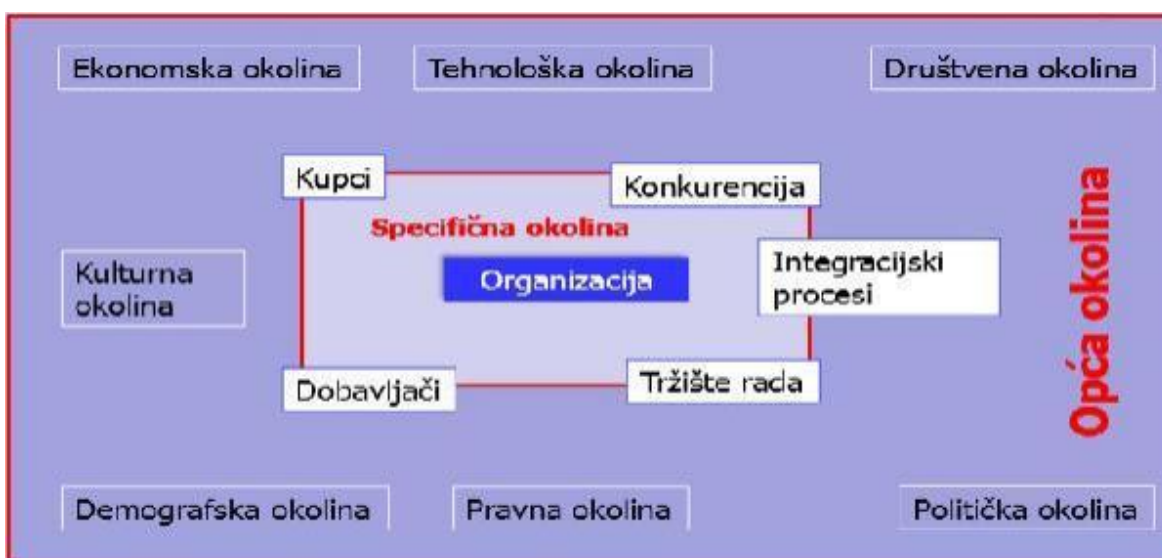 Ekonomska okolina
Tehnološka okolina
Društvena okolina
Kupci
Konkurencija
Specifična okolina
Organizacija
Integracijski
procesi
Kulturna
okolina
Opća okolina
Dobavljači
Tržište rada
Demografska okolina
Pravna okolina
Politička okolina